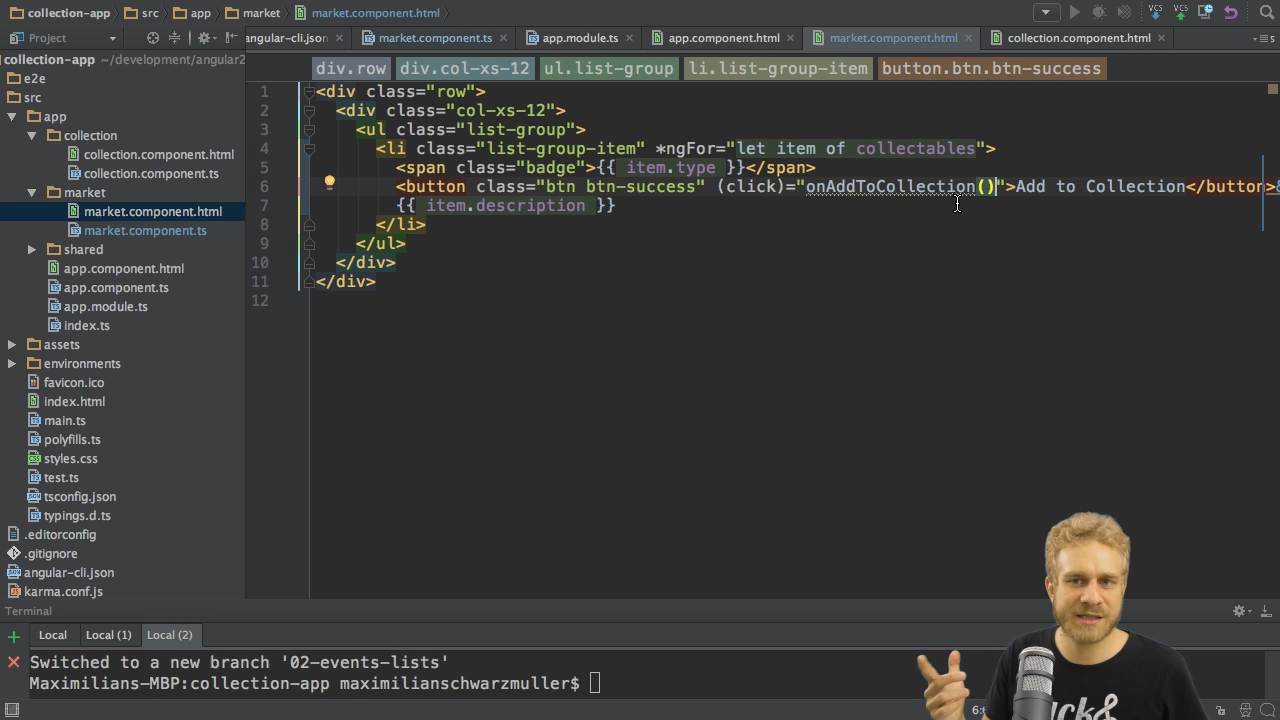 collection-app src app market market.component.html
VCS VCS
Project
angular-cli.json market.component.ts app.module.ts app.component.html market.component.html collection.component.html
collection-app ~/development/angular2
div.row div.col-xs-12 ul.list-group li.list-group-item button.btn.btn-success
e2e
src
app
collection
collection.component.html
collection.component.ts
market
market.component.html
market.component.ts
shared
app.component.html
app.component.ts
app.module.ts
index.ts
assets
environments
favicon.ico
index.html
main.ts
polyfills.ts
styles.css
test.ts
tsconfig.json
typings.d.ts
.editorconfig
.gitignore
angular-cli.json
karma.conf.js
1 <div class="row">
2 <div class="col-xs-12">
3 <ul class="list-group">
4 <li class="list-group-item" *ngFor="let item of collectables">
5 <span class="badge">{{ item.type }}</span>
6 <button class="btn btn-success" (click)="onAddToCollection()">Add to Collection</button>&
7 {{ item.description }}
8 </li>
9 </ul>
10 </div>
11 </div>
12
Terminal
Local Local (1) Local (2)
Switched to a new branch '02-events-lists'
Maximilians-MBP:collection-app maximilianschwarzmuller$